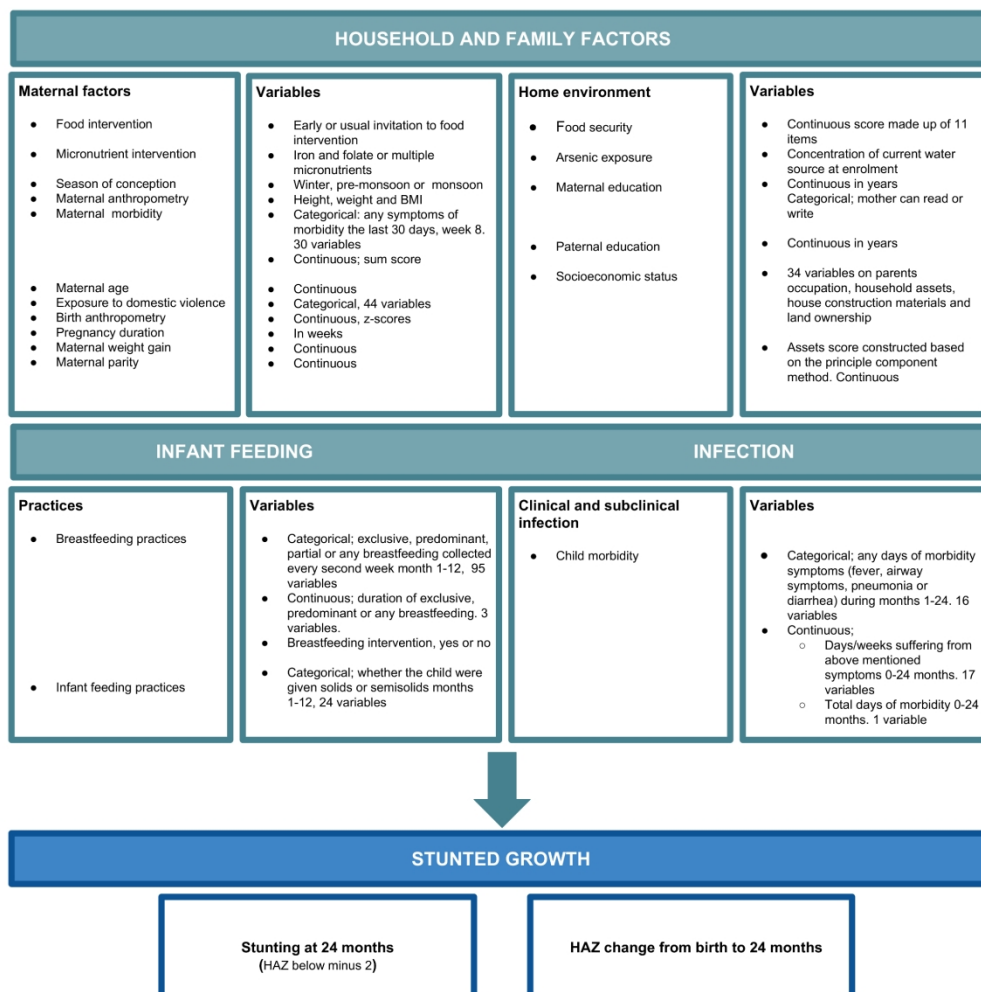 HOUSEHOLD AND FAMILY FACTORS
Maternal factors
● Food intervention
● Micronutrient intervention
● Season of conception
● Maternal anthropometry
● Maternal morbidity
● Maternal age
● Exposure to domestic violence
● Birth anthropometry
● Pregnancy duration
● Maternal weight gain
● Maternal parity
Variables
● Early or usual invitation to food
intervention
● Iron and folate or multiple
micronutrients
● Winter, pre-monsoon or monsoon
● Height, weight and BMI
● Categorical: any symptoms of
morbidity the last 30 days, week 8.
30 variables
● Continuous; sum score
● Continuous
● Categorical, 44 variables
● Continuous, z-scores
● In weeks
● Continuous
● Continuous
Home environment
● Food security
● Arsenic exposure
● Maternal education
● Paternal education
● Socioeconomic status
Variables
● Continuous score made up of 11
items
● Concentration of current water
source at enrolment
● Continuous in years
Categorical; mother can read or
write
● Continuous in years
● 34 variables on parents
occupation, household assets,
house construction materials and
land ownership
● Assets score constructed based
on the principle component
method. Continuous
INFANT FEEDING
INFECTION
Practices
● Breastfeeding practices
● Infant feeding practices
Variables
● Categorical; exclusive, predominant,
partial or any breastfeeding collected
every second week month 1-12, 95
variables
● Continuous; duration of exclusive,
predominant or any breastfeeding. 3
variables.
● Breastfeeding intervention, yes or no
● Categorical; whether the child were
given solids or semisolids months
1-12, 24 variables
Clinical and subclinical
infection
● Child morbidity
Variables
● Categorical; any days of morbidity
symptoms (fever, airway
symptoms, pneumonia or
diarrhea) during months 1-24. 16
variables
● Continuous;
○ Days/weeks suffering from
above mentioned
symptoms 0-24 months. 17
variables
○ Total days of morbidity 0-24
months. 1 variable
STUNTED GROWTH
Stunting at 24 months
(HAZ below minus 2)
HAZ change from birth to 24 months